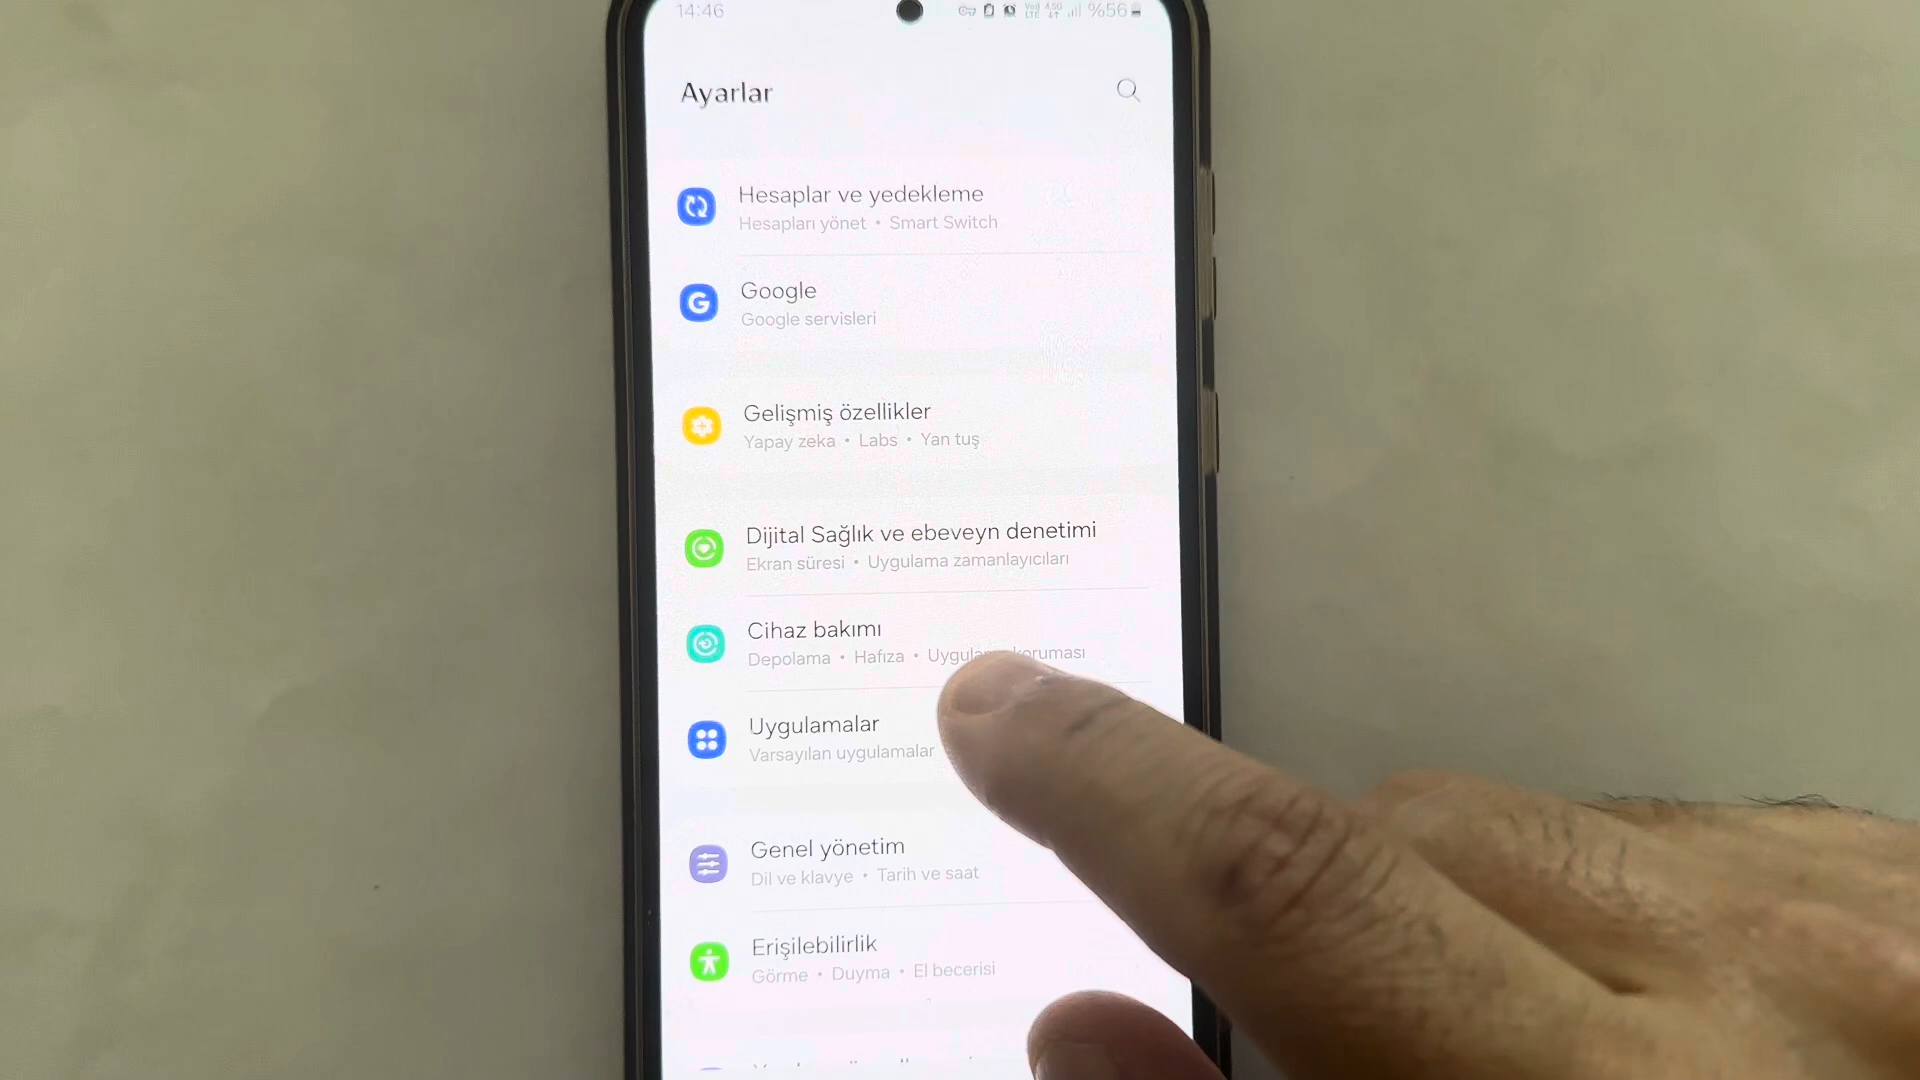 14:46
%56
Ayarlar
Hesaplar ve yedekleme
Hesapları yönet • Smart Switch
Google
Google servisleri
Gelişmiş özellikler
Yapay zeka • Labs • Yan tuş
Dijital Sağlık ve ebeveyn denetimi
Ekran süresi • Uygulama zamanlayıcıları
Cihaz bakımı
Depolama • Hafıza •
Uygulamalar
Varsayılan uygulamalar
Genel yönetim
Dil ve klavye • Tarih ve saat
Erişilebilirlik
Görme • Duyma • El becerisi